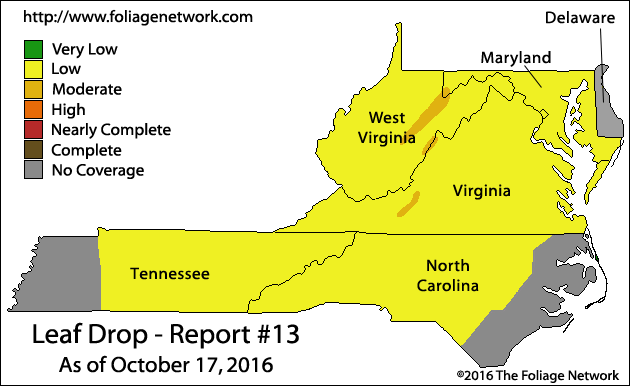 http://www.foliagenetwork.com
Delaware
Very Low
Low
Moderate
High
Nearly Complete
Complete
No Coverage
Maryland
West
Virginia
Virginia
Tennessee
North
Carolina
Leaf Drop - Report #13
As of October 17, 2016
©2016 The Foliage Network